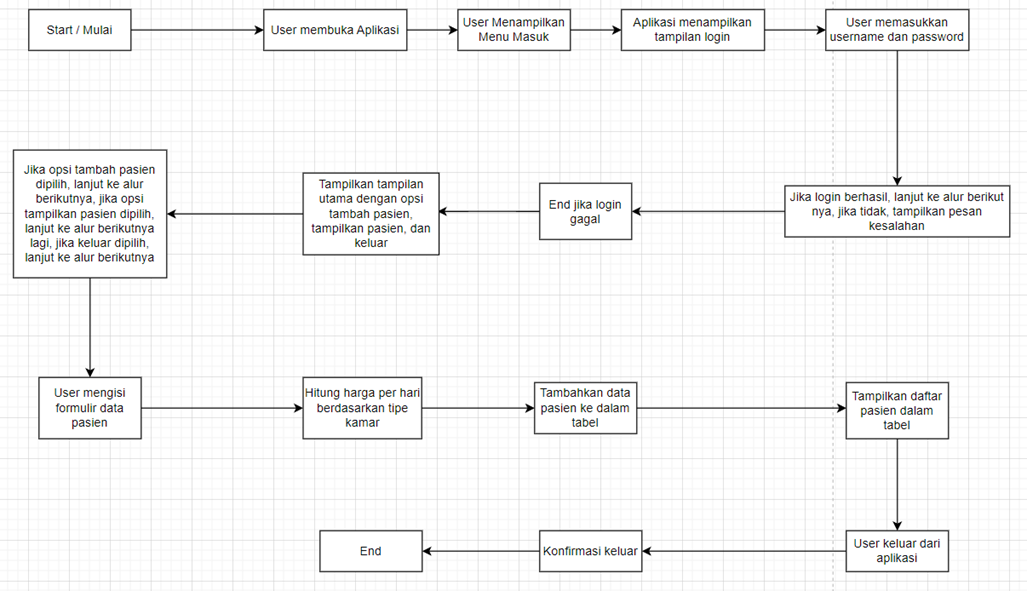 Start / Mulai
User membuka Aplikasi
User Menampilkan
Menu Masuk
Aplikasi menampilkan
tampilan login
User memasukkan
username dan password
Jika opsi tambah pasien
dipilih, lanjut ke alur
berikutnya, jika opsi
tampilkan pasien dipilih,
lanjut ke alur berikutnya
lagi, jika keluar dipilih,
lanjut ke alur berikutnya
Tampilkan tampilan
utama dengan opsi
tambah pasien,
tampilkan pasien, dan
keluar
End jika login
gagal
Jika login berhasil, lanjut ke alur berikut
nya, jika tidak, tampilkan pesan
kesalahan
User mengisi
formulir data
pasien
Hitung harga per hari
berdasarkan tipe
kamar
Tambahkan data
pasien ke dalam
tabel
Tampilkan daftar
pasien dalam
tabel
End
Konfirmasi keluar
User keluar dari
aplikasi